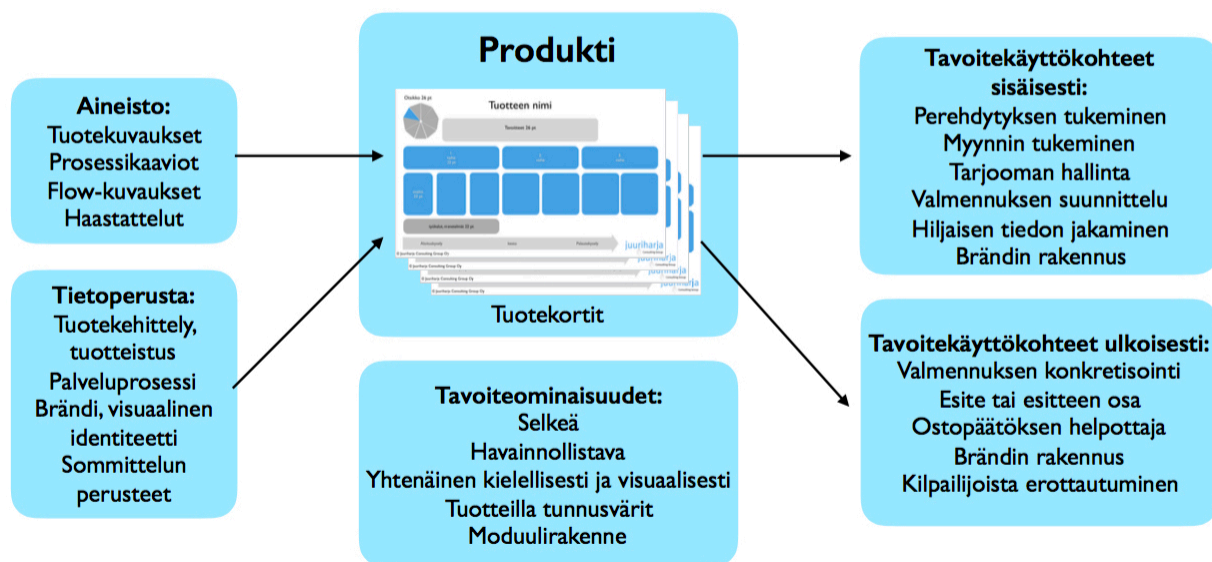 Aineisto:
Tuotekuvaukset
Prosessikaaviot
Flow-kuvaukset
Haastattelut
Tietoperusta:
Tuotekehittely,
tuotteistus
Palveluprosessi
Brändi, visuaalinen
identiteetti
Sommittelun
perusteet
Produkti
Tuotteen nimi
juuriharja
Tuotekortit
Tavoiteominaisuudet:
Selkeä
Havainnollistava
Yhtenäinen kielellisesti ja visuaalisesti
Tuotteilla tunnusvärit
Moduulirakenne
Tavoitekäyttökohteet
sisäisesti:
Perehdytyksen tukeminen
Myynnin tukeminen
Tarjooman hallinta
Valmennuksen suunnittelu
Hiljaisen tiedon jakaminen
Brändin rakennus
Tavoitekäyttökohteet ulkoisesti:
Valmennuksen konkretisointi
Esite tai esitteen osa
Ostopäätöksen helpottaja
Brändin rakennus
Kilpailijoista erottautuminen